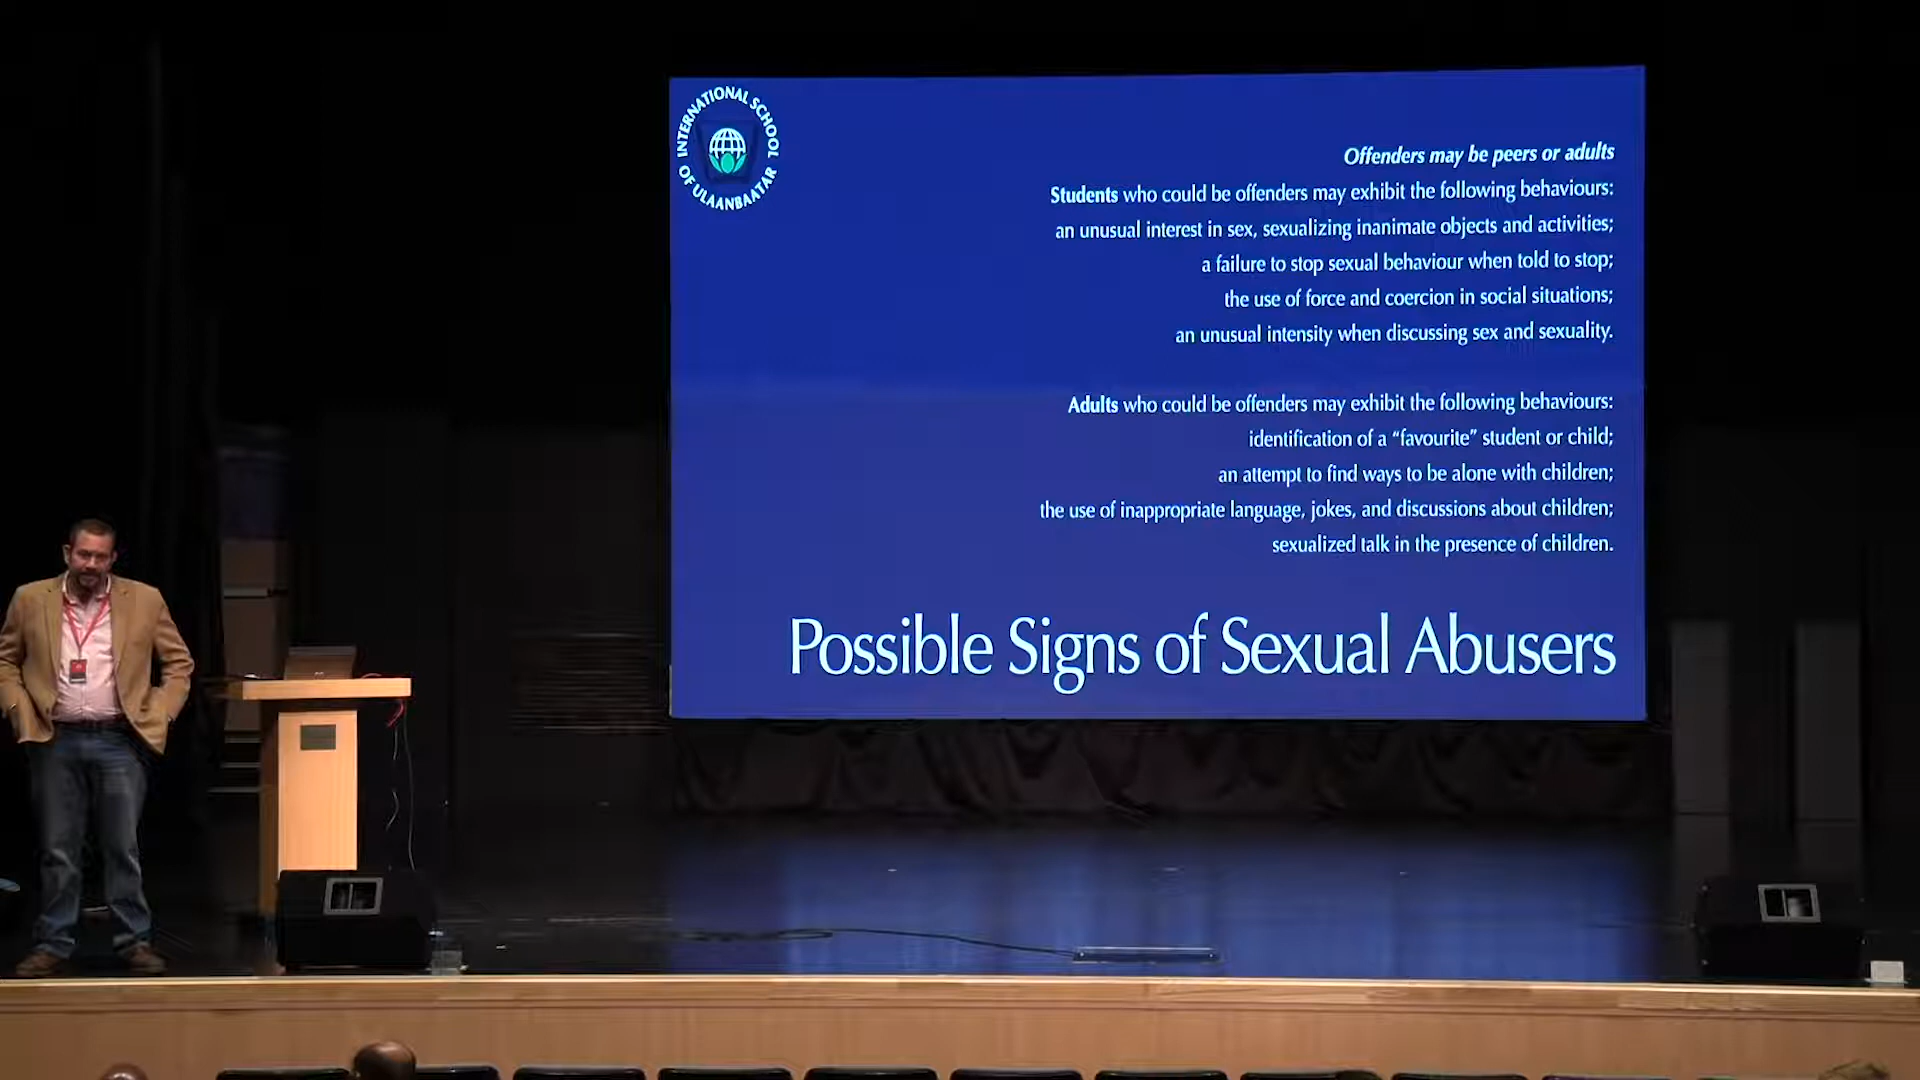 INTERNATIONAL SCHOOL
OF ULAANBAATAR
Offenders may be peers or adults
Students who could be offenders may exhibit the following behaviours:
an unusual interest in sex, sexualizing inanimate objects and activities;
a failure to stop sexual behaviour when told to stop;
the use of force and coercion in social situations;
an unusual intensity when discussing sex and sexuality.
Adults who could be offenders may exhibit the following behaviours:
identification of a “favourite” student or child;
an attempt to find ways to be alone with children;
the use of inappropriate language, jokes, and discussions about children;
sexualized talk in the presence of children.
Possible Signs of Sexual Abusers